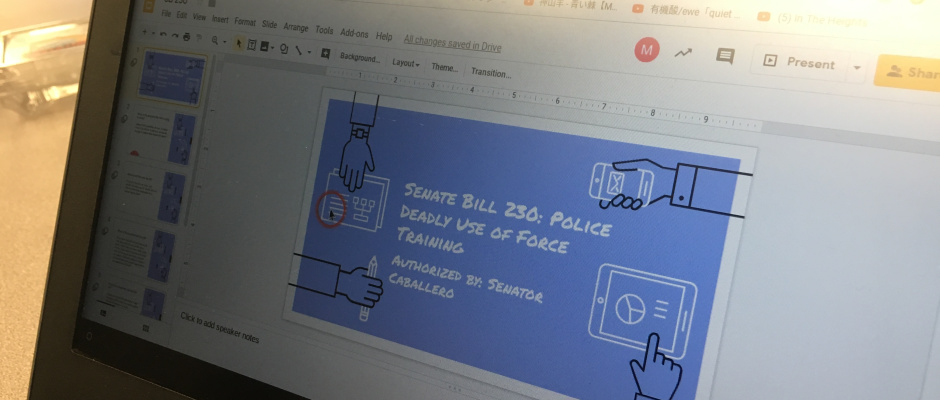 (5) In The Heights
有機酸/ewe「quiet
File Edit View Insert Format Slide Arrange Tools Add-ons Help All changes saved in Drive
M
Present
Background... Layout Theme... Transition...
1 2 3 4 5 6 7 8 9
SENATE BILL 230: POLICE
DEADLY USE OF FORCE
TRAINING
AUTHORIZED BY: SENATOR
CABALLERO
Click to add speaker notes